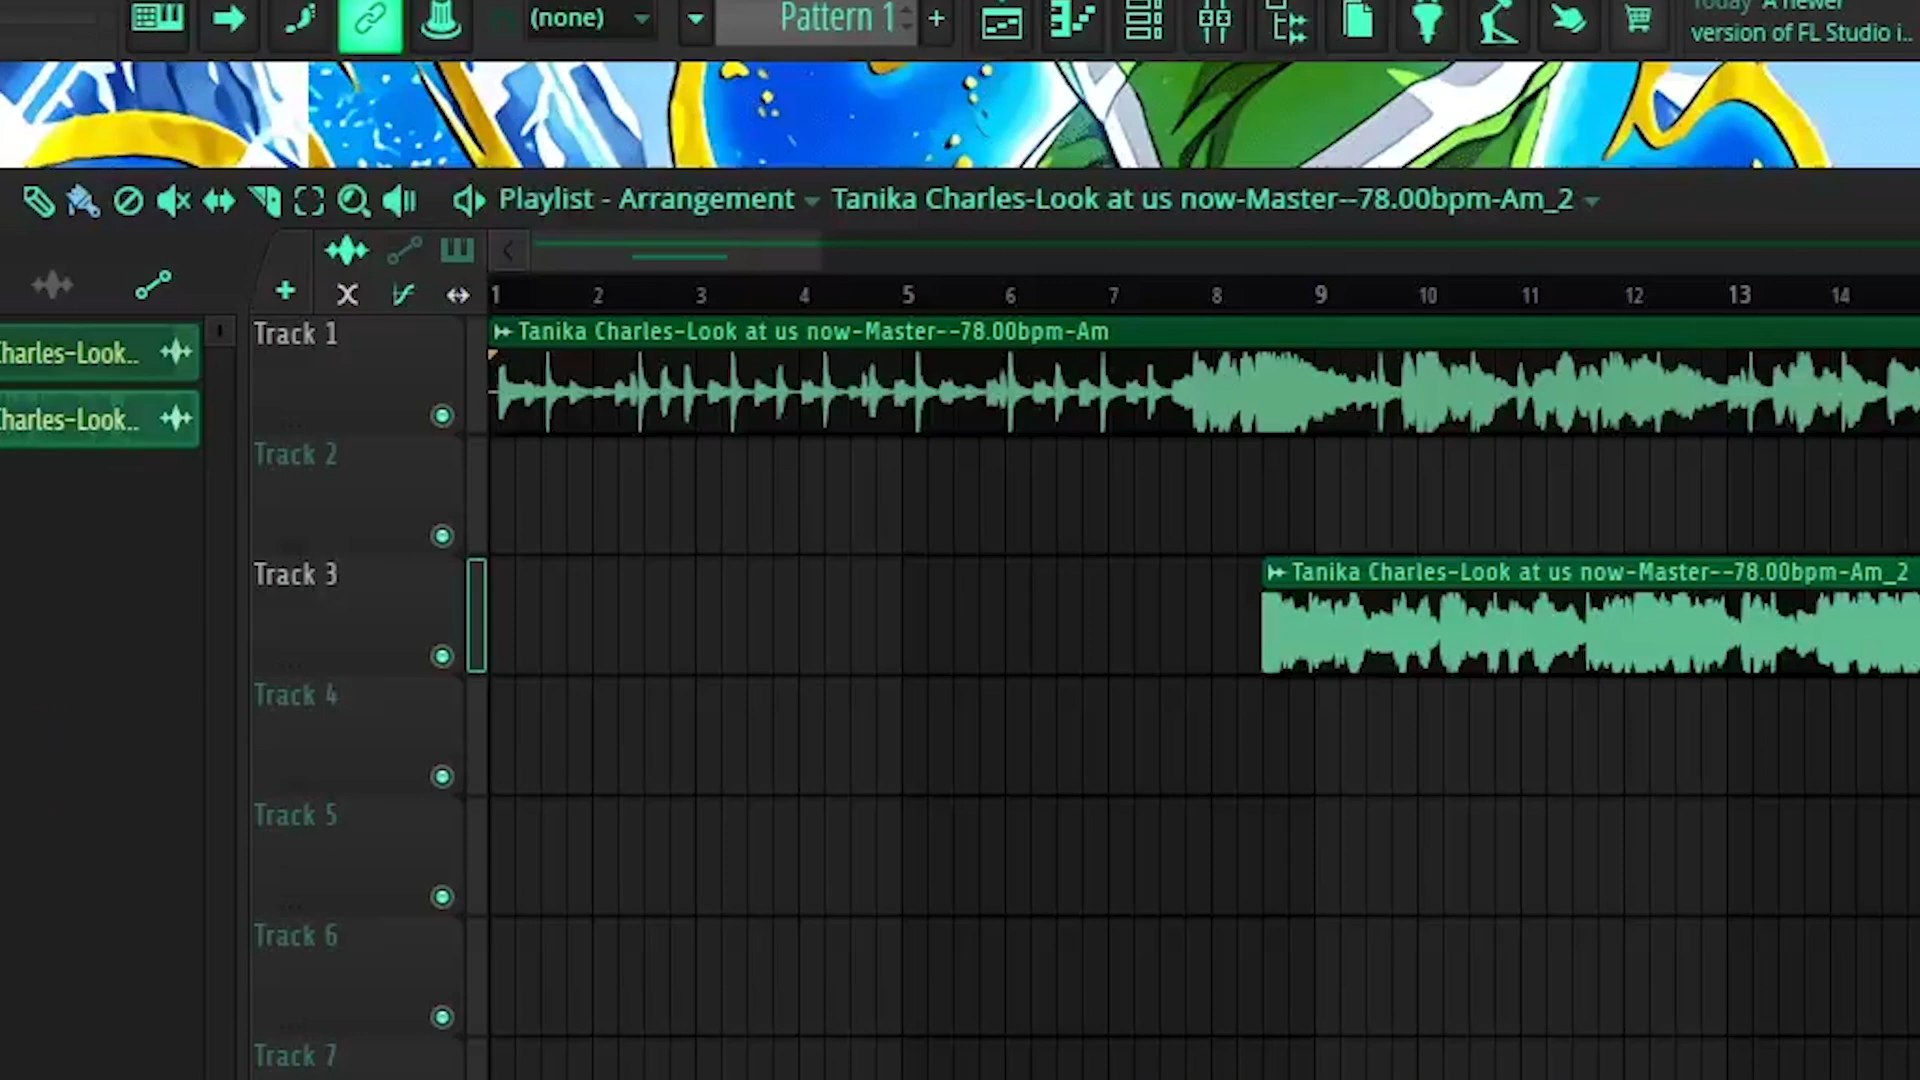 (none)
Pattern 1
Today A newer
version of FL Studio i..
Playlist - Arrangement
Tanika Charles-Look at us now-Master--78.00bpm-Am_2
1 2 3 4 5 6 7 8 9 10 11 12 13 14
Charles-Look..
Charles-Look..
Track 1
Tanika Charles-Look at us now-Master--78.00bpm-Am
Track 2
Track 3
Tanika Charles-Look at us now-Master--78.00bpm-Am_2
Track 4
Track 5
Track 6
Track 7